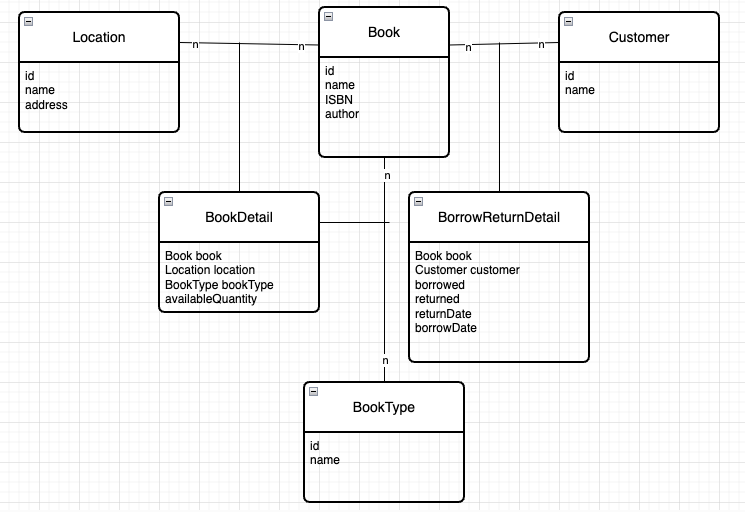 Location
id
name
address
n
n
Book
id
name
ISBN
author
n
n
Customer
id
name
n
BookDetail
Book book
Location location
BookType bookType
availableQuantity
BorrowReturnDetail
Book book
Customer customer
borrowed
returned
returnDate
borrowDate
n
BookType
id
name